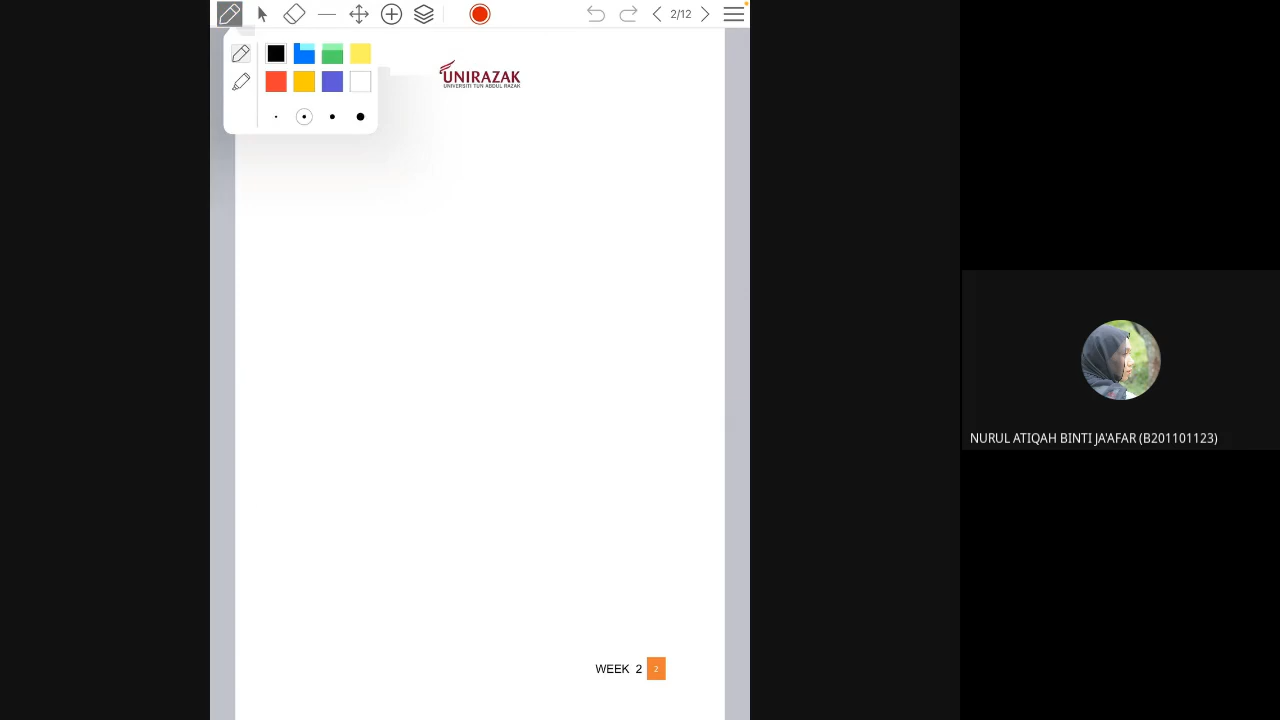 2/12
UNIRAZAK
UNIVERSITI TUN ABDUL RAZAK
NURUL ATIQAH BINTI JA'AFAR (B201101123)
WEEK 2 2